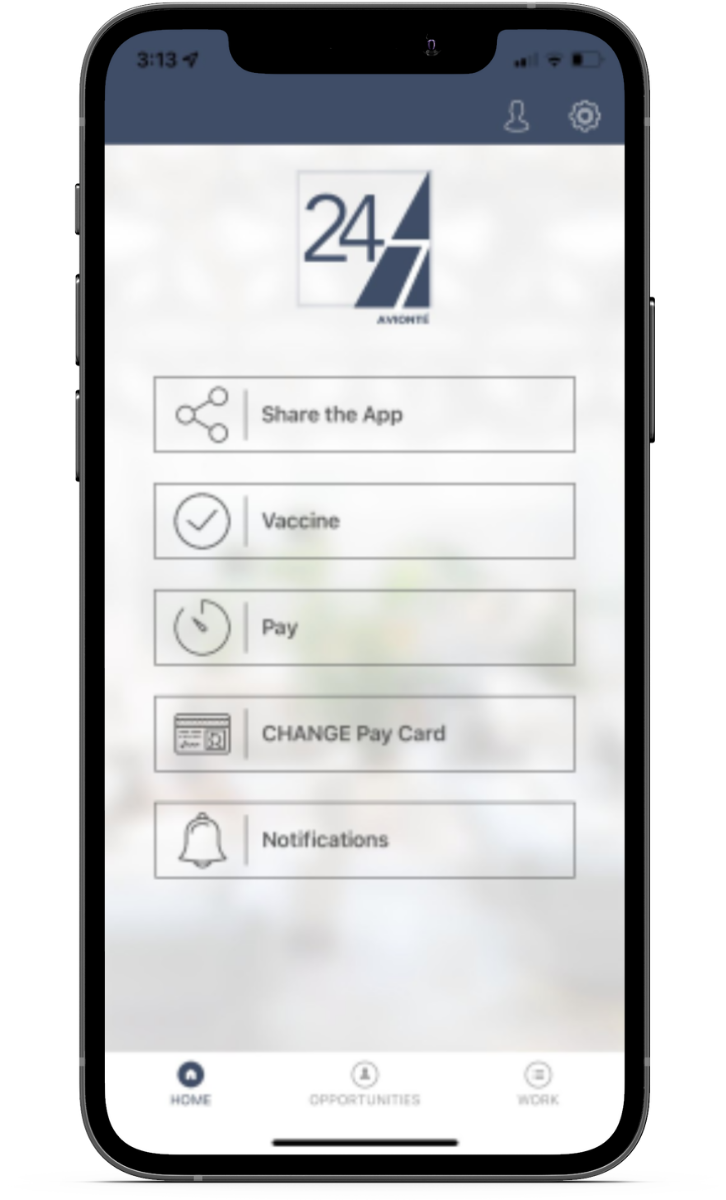 3:13
24
7
AVIONTÉ
Share the App
Vaccine
Pay
CHANGE Pay Card
Notifications
HOME
OPPORTUNITIES
WORK